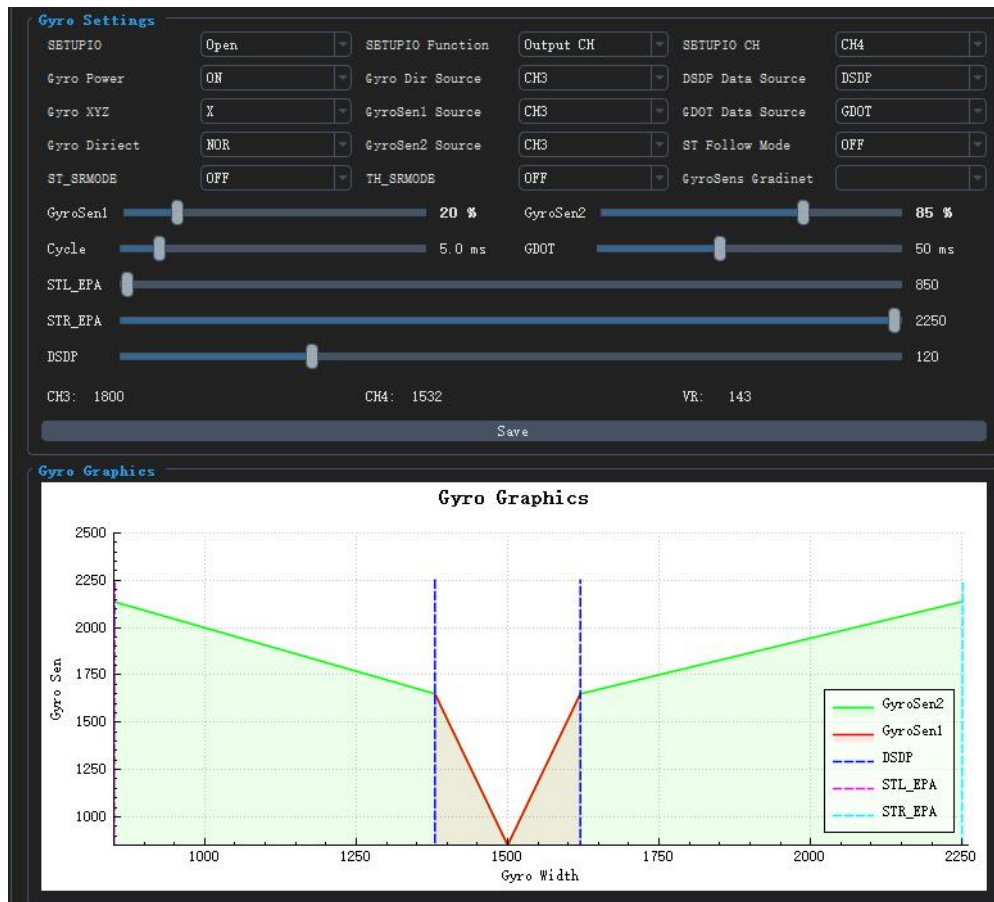 Gyro Settings
SETUPIO Open SETUPIO Function Output CH SETUPIO CH CH4
Gyro Power ON Gyro Dir Source CH3 DSDP Data Source DSDP
Gyro XYZ X GyroSen1 Source CH3 GDOT Data Source GDOT
Gyro Diriect NOR GyroSen2 Source CH3 ST Follow Mode OFF
ST_SRMODE OFF TH_SRMODE OFF GyroSens Gradinet
GyroSen1 20 % GyroSen2 85 %
Cycle 5.0 ms GDOT 50 ms
STL_EPA 850
STR_EPA 2250
DSDP 120
CH3: 1800 CH4: 1532 VR: 143
Save
Gyro Graphics
Gyro Graphics
2500
2250
2000
1750
1500
1250
1000
Gyro Sen
GyroSen2
GyroSen1
DSDP
STL_EPA
STR_EPA
1000 1250 1500 1750 2000 2250
Gyro Width